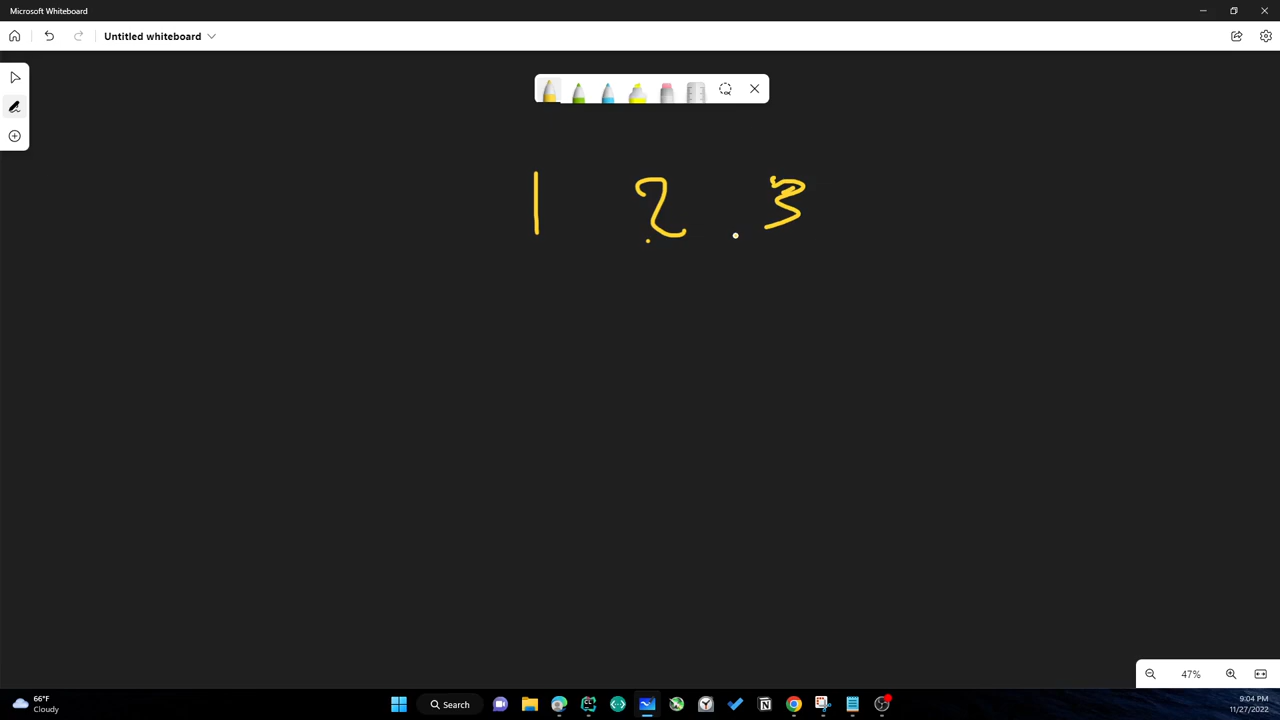 Microsoft Whiteboard
Untitled whiteboard
1 2 3
47%
66°F
Cloudy
Search
9:04 PM
11/27/2022